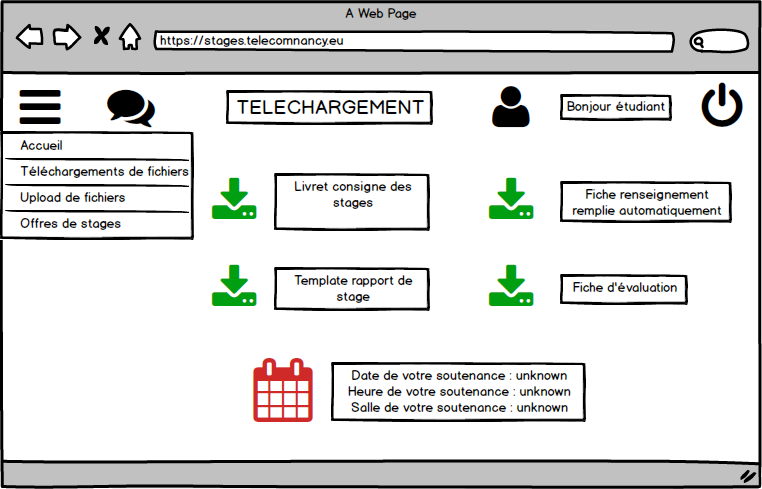 A Web Page
https://stages.telecomnancy.eu
TELECHARGEMENT
Bonjour étudiant
Accueil
Téléchargements de fichiers
Upload de fichiers
Offres de stages
Livret consigne des
stages
Fiche renseignement
remplie automatiquement
Template rapport de
stage
Fiche d'évaluation
Date de votre soutenance : unknown
Heure de votre soutenance : unknown
Salle de votre soutenance : unknown